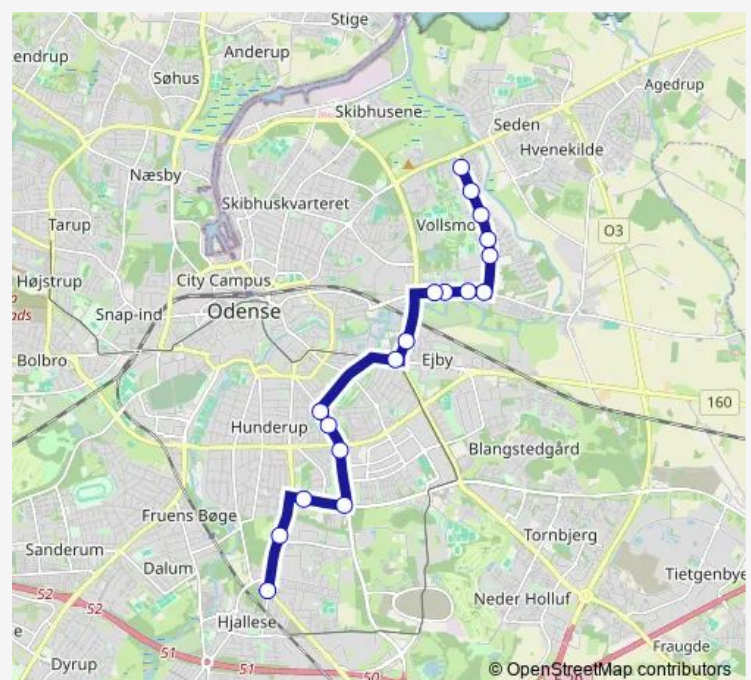 Stige
endrup
Anderup
Søhus
Agedrup
Skibhusene
Seden
Hvenekilde
Næsby
Skibhuskvarteret
Tarup
Vollsmo
O3
Højstrup
City Campus
ads
Snap-ind
Odense
Bolbro
Ejby
160
Hunderup
Blangstedgård
Fruens Bøge
Sanderum
Tornbjerg
Dalum
Tietgenbye
52
Neder Holluf
52
Hjallese
e
Fraugde
51
Dyrup
51
50
© OpenStreetMap contributors